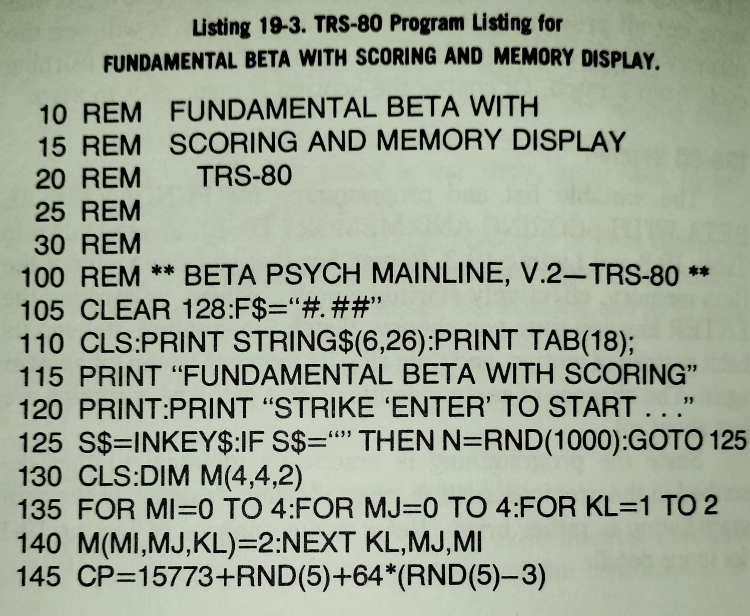 Listing 19-3. TRS-80 Program Listing for
FUNDAMENTAL BETA WITH SCORING AND MEMORY DISPLAY.
10 REM FUNDAMENTAL BETA WITH
15 REM SCORING AND MEMORY DISPLAY
20 REM TRS-80
25 REM
30 REM
100 REM ** BETA PSYCH MAINLINE, V.2—TRS-80 **
105 CLEAR 128:F$=“#.##”
110 CLS:PRINT STRING$(6,26):PRINT TAB(18);
115 PRINT “FUNDAMENTAL BETA WITH SCORING”
120 PRINT:PRINT “STRIKE ‘ENTER’ TO START . . .”
125 S$=INKEY$:IF S$=“” THEN N=RND(1000):GOTO 125
130 CLS:DIM M(4,4,2)
135 FOR MI=0 TO 4:FOR MJ=0 TO 4:FOR KL=1 TO 2
140 M(MI,MJ,KL)=2:NEXT KL,MJ,MI
145 CP=15773+RND(5)+64*(RND(5)−3)